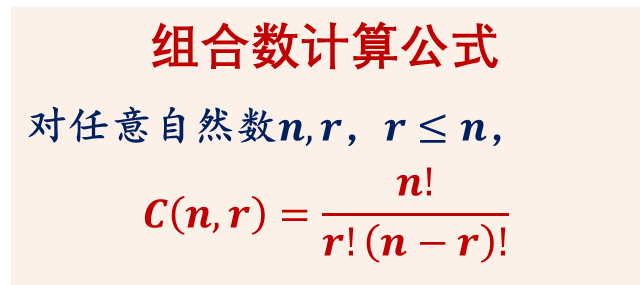 组合数计算公式
对任意自然数n,r，r ≤ n，
C(n,r) = n! / r!(n − r)!